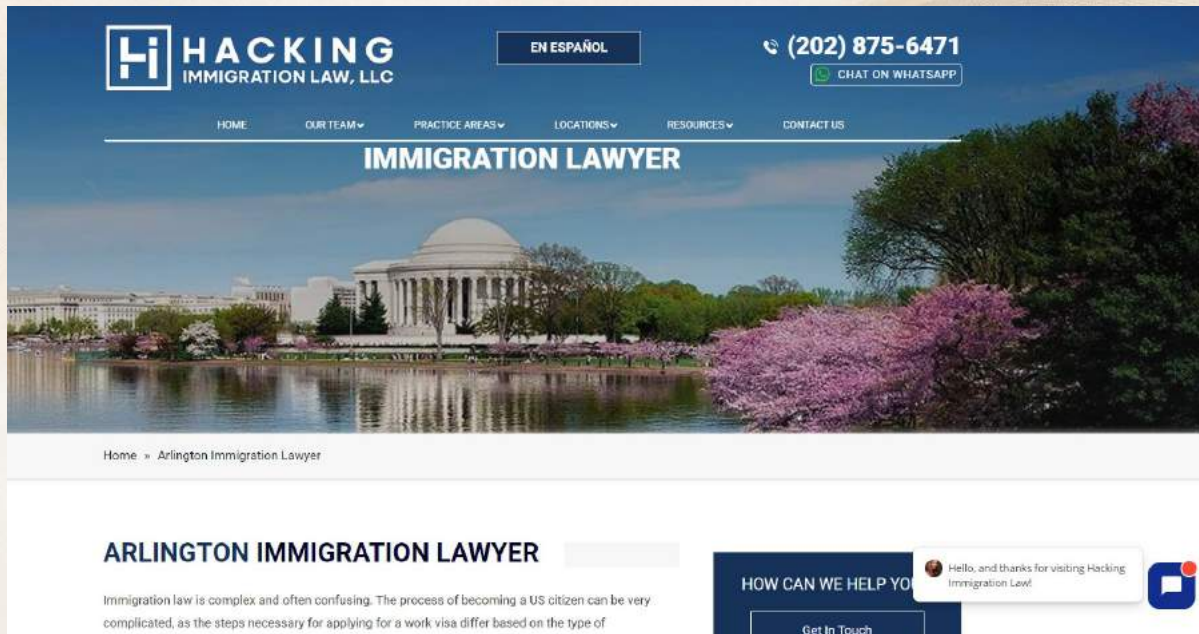 HACKING
IMMIGRATION LAW, LLC
EN ESPAÑOL
(202) 875-6471
CHAT ON WHATSAPP
HOME
OUR TEAM
PRACTICE AREAS
LOCATIONS
RESOURCES
CONTACT US
IMMIGRATION LAWYER
Home » Arlington Immigration Lawyer
ARLINGTON IMMIGRATION LAWYER
Immigration law is complex and often confusing. The process of becoming a US citizen can be very
complicated, as the steps necessary for applying for a work visa differ based on the type of
HOW CAN WE HELP YO
Get In Touch
Hello, and thanks for visiting Hacking
Immigration Law!